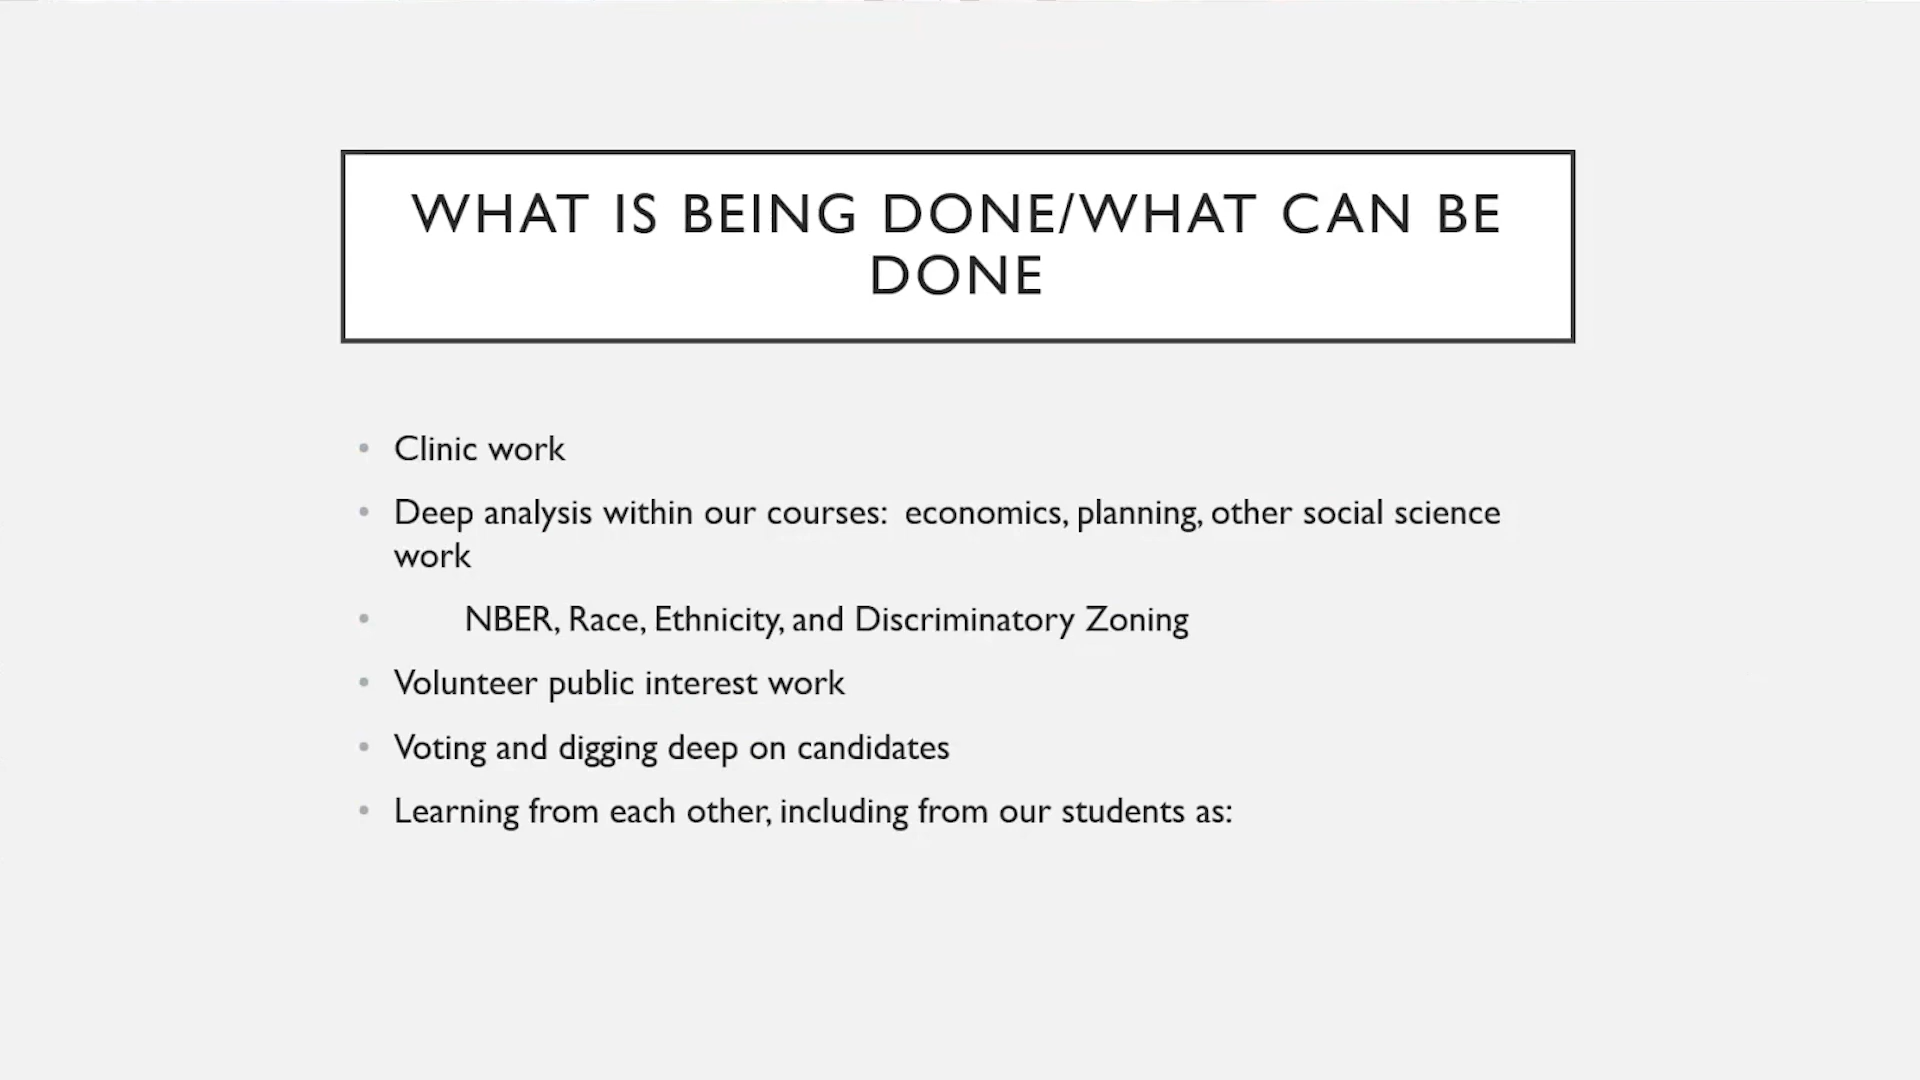 WHAT IS BEING DONE/WHAT CAN BE
DONE
• Clinic work
• Deep analysis within our courses:  economics, planning, other social science
work
• NBER, Race, Ethnicity, and Discriminatory Zoning
• Volunteer public interest work
• Voting and digging deep on candidates
• Learning from each other, including from our students as: